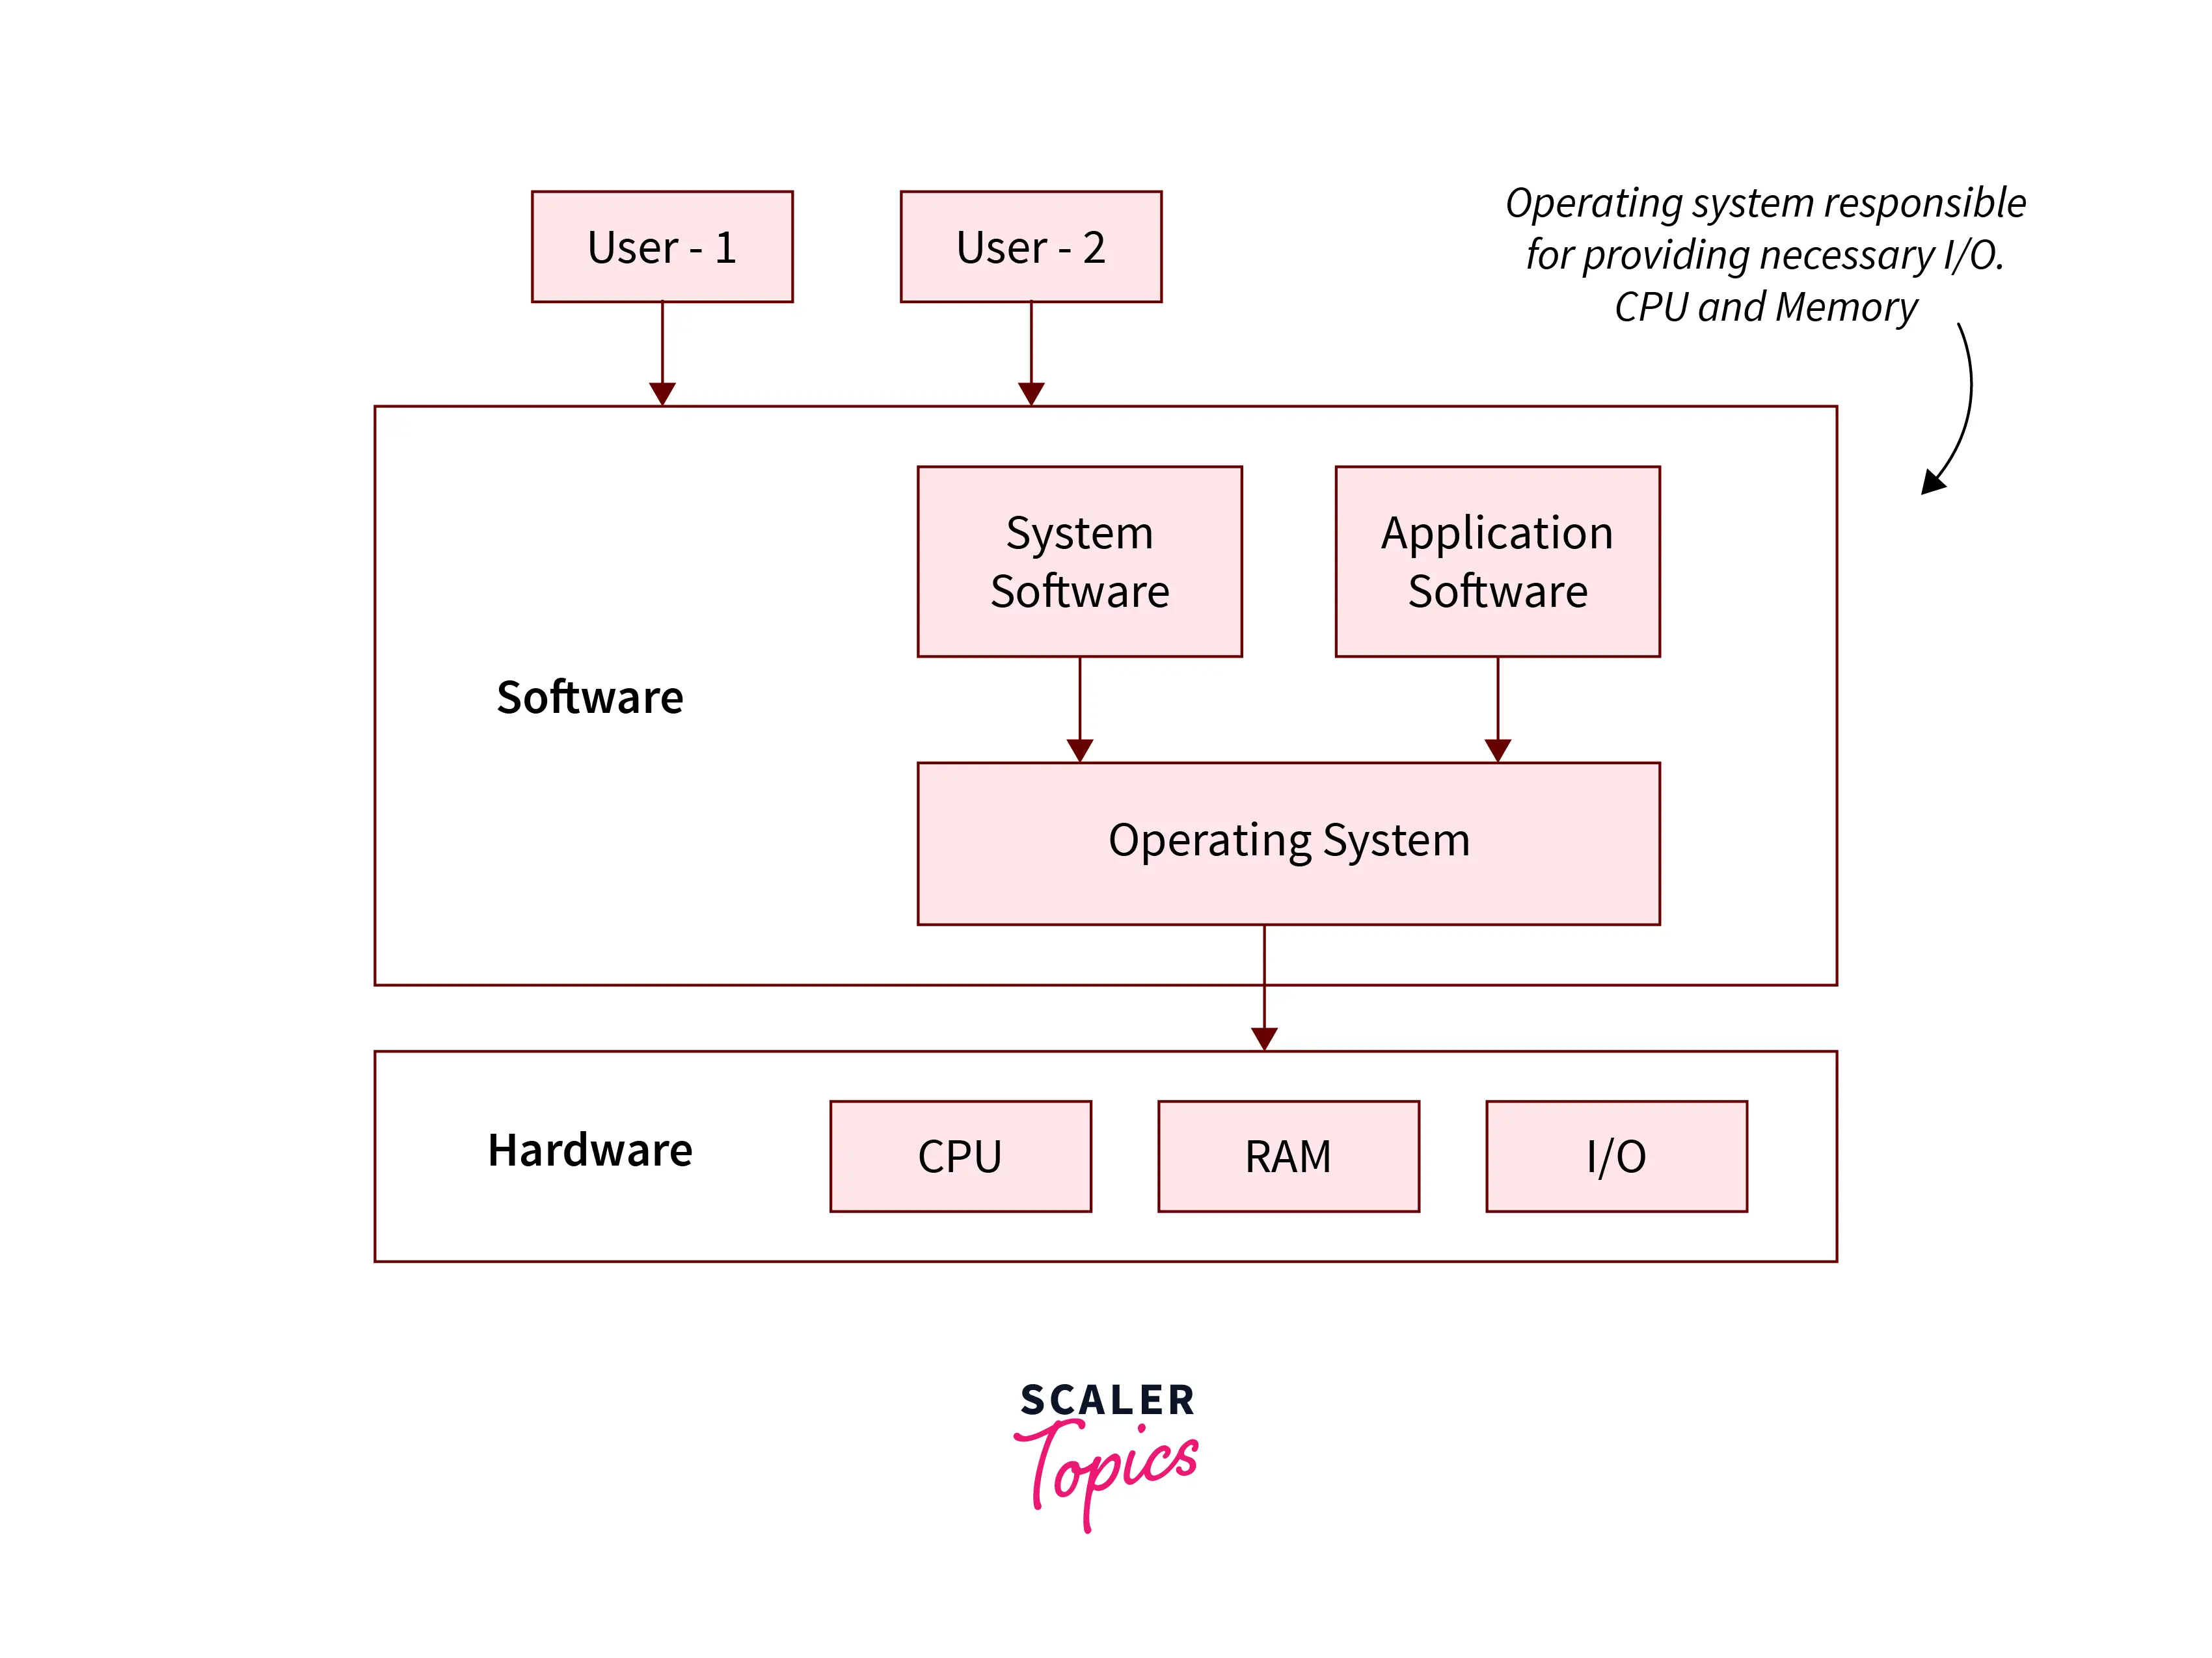 User - 1
User - 2
Operating system responsible
for providing necessary I/O.
CPU and Memory
System
Software
Application
Software
Software
Operating System
Hardware
CPU
RAM
I/O
SCALER
Topics